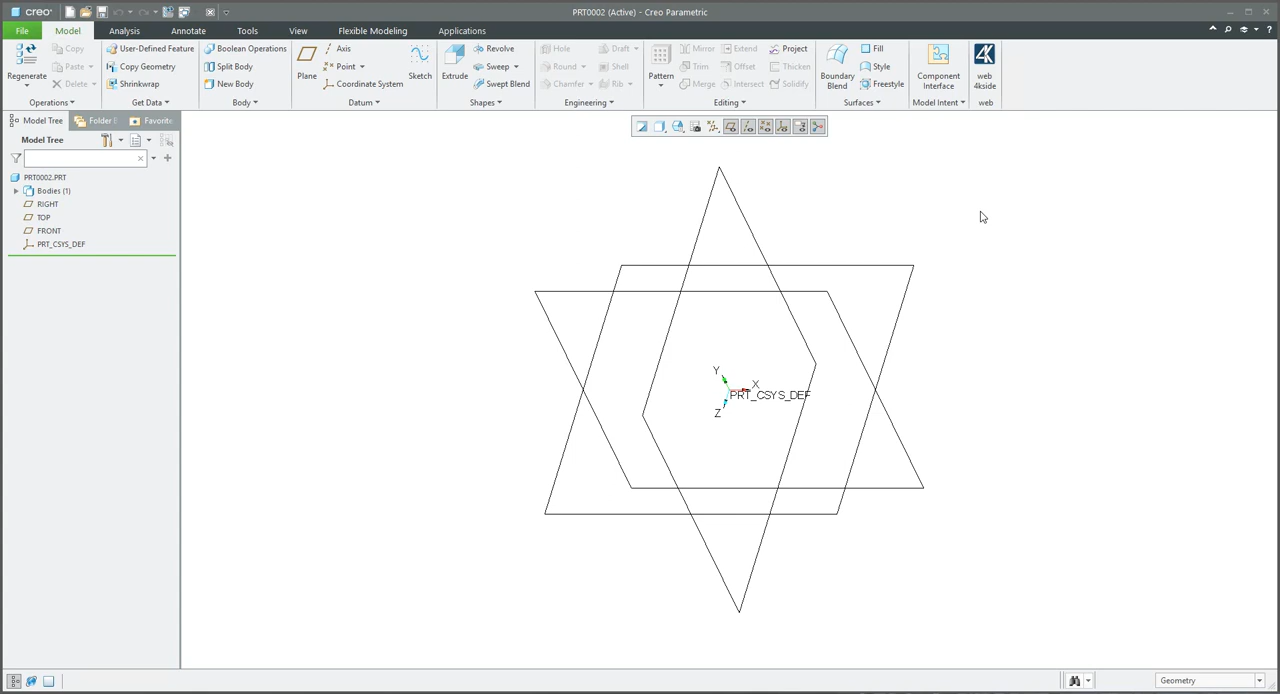 creo
PRT0002 (Active) - Creo Parametric
File Model Analysis Annotate Tools View Flexible Modeling Applications
Regenerate
Copy
Paste
Delete
Operations
User-Defined Feature
Copy Geometry
Shrinkwrap
Get Data
Boolean Operations
Split Body
New Body
Body
Plane
Axis
Point
Coordinate System
Sketch
Datum
Extrude
Revolve
Sweep
Swept Blend
Shapes
Hole
Round
Chamfer
Draft
Shell
Rib
Engineering
Pattern
Mirror
Trim
Merge
Extend
Offset
Intersect
Project
Thicken
Solidify
Editing
Boundary
Blend
Fill
Style
Freestyle
Surfaces
Component
Interface
Model Intent
4K
web
4kside
web
Model Tree
Folder
Favorite
Model Tree
PRT0002.PRT
Bodies (1)
RIGHT
TOP
FRONT
PRT_CSYS_DEF
Y
X
PRT_CSYS_DEF
Z
Geometry